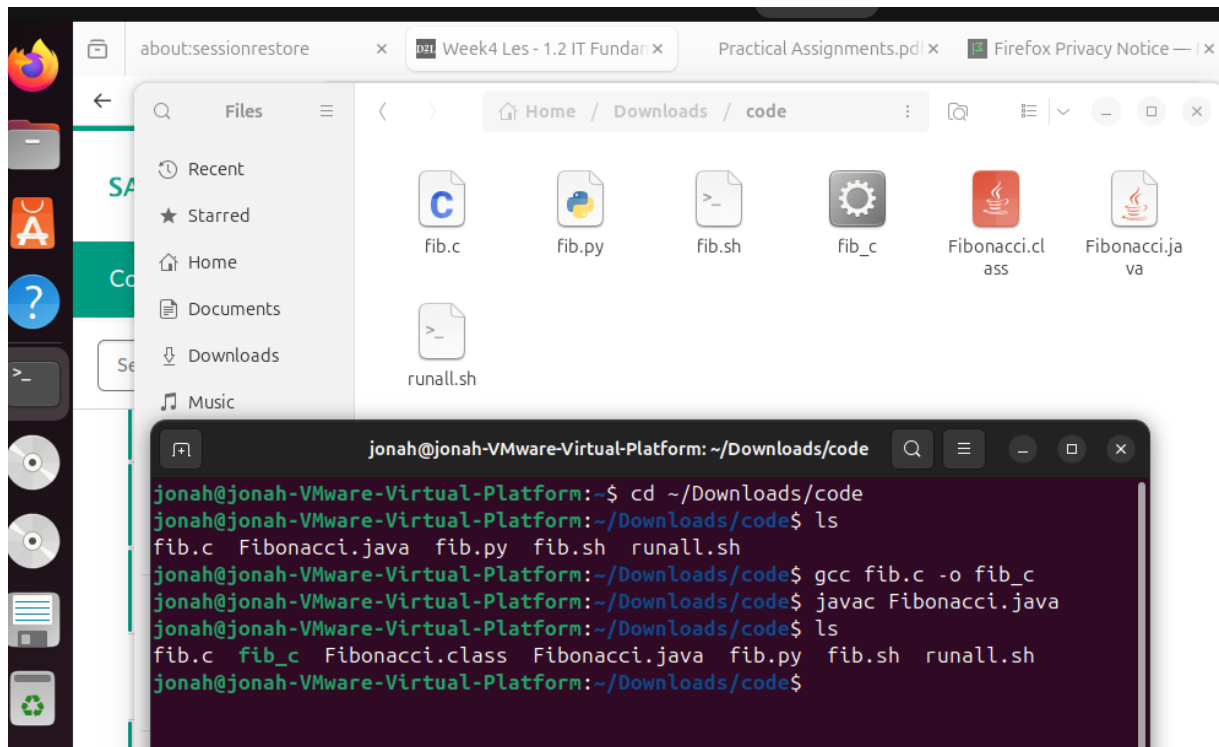 about:sessionrestore
D2L Week4 Les - 1.2 IT Fundan
Practical Assignments.pd
Firefox Privacy Notice —
Files
Home / Downloads / code
Recent
Starred
Home
Documents
Downloads
Music
SA
Co
Se
fib.c
fib.py
fib.sh
fib_c
Fibonacci.cl
ass
Fibonacci.ja
va
runall.sh
jonah@jonah-VMware-Virtual-Platform: ~/Downloads/code
jonah@jonah-VMware-Virtual-Platform:~$ cd ~/Downloads/code
jonah@jonah-VMware-Virtual-Platform:~/Downloads/code$ ls
fib.c  Fibonacci.java  fib.py  fib.sh  runall.sh
jonah@jonah-VMware-Virtual-Platform:~/Downloads/code$ gcc fib.c -o fib_c
jonah@jonah-VMware-Virtual-Platform:~/Downloads/code$ javac Fibonacci.java
jonah@jonah-VMware-Virtual-Platform:~/Downloads/code$ ls
fib.c  fib_c  Fibonacci.class  Fibonacci.java  fib.py  fib.sh  runall.sh
jonah@jonah-VMware-Virtual-Platform:~/Downloads/code$